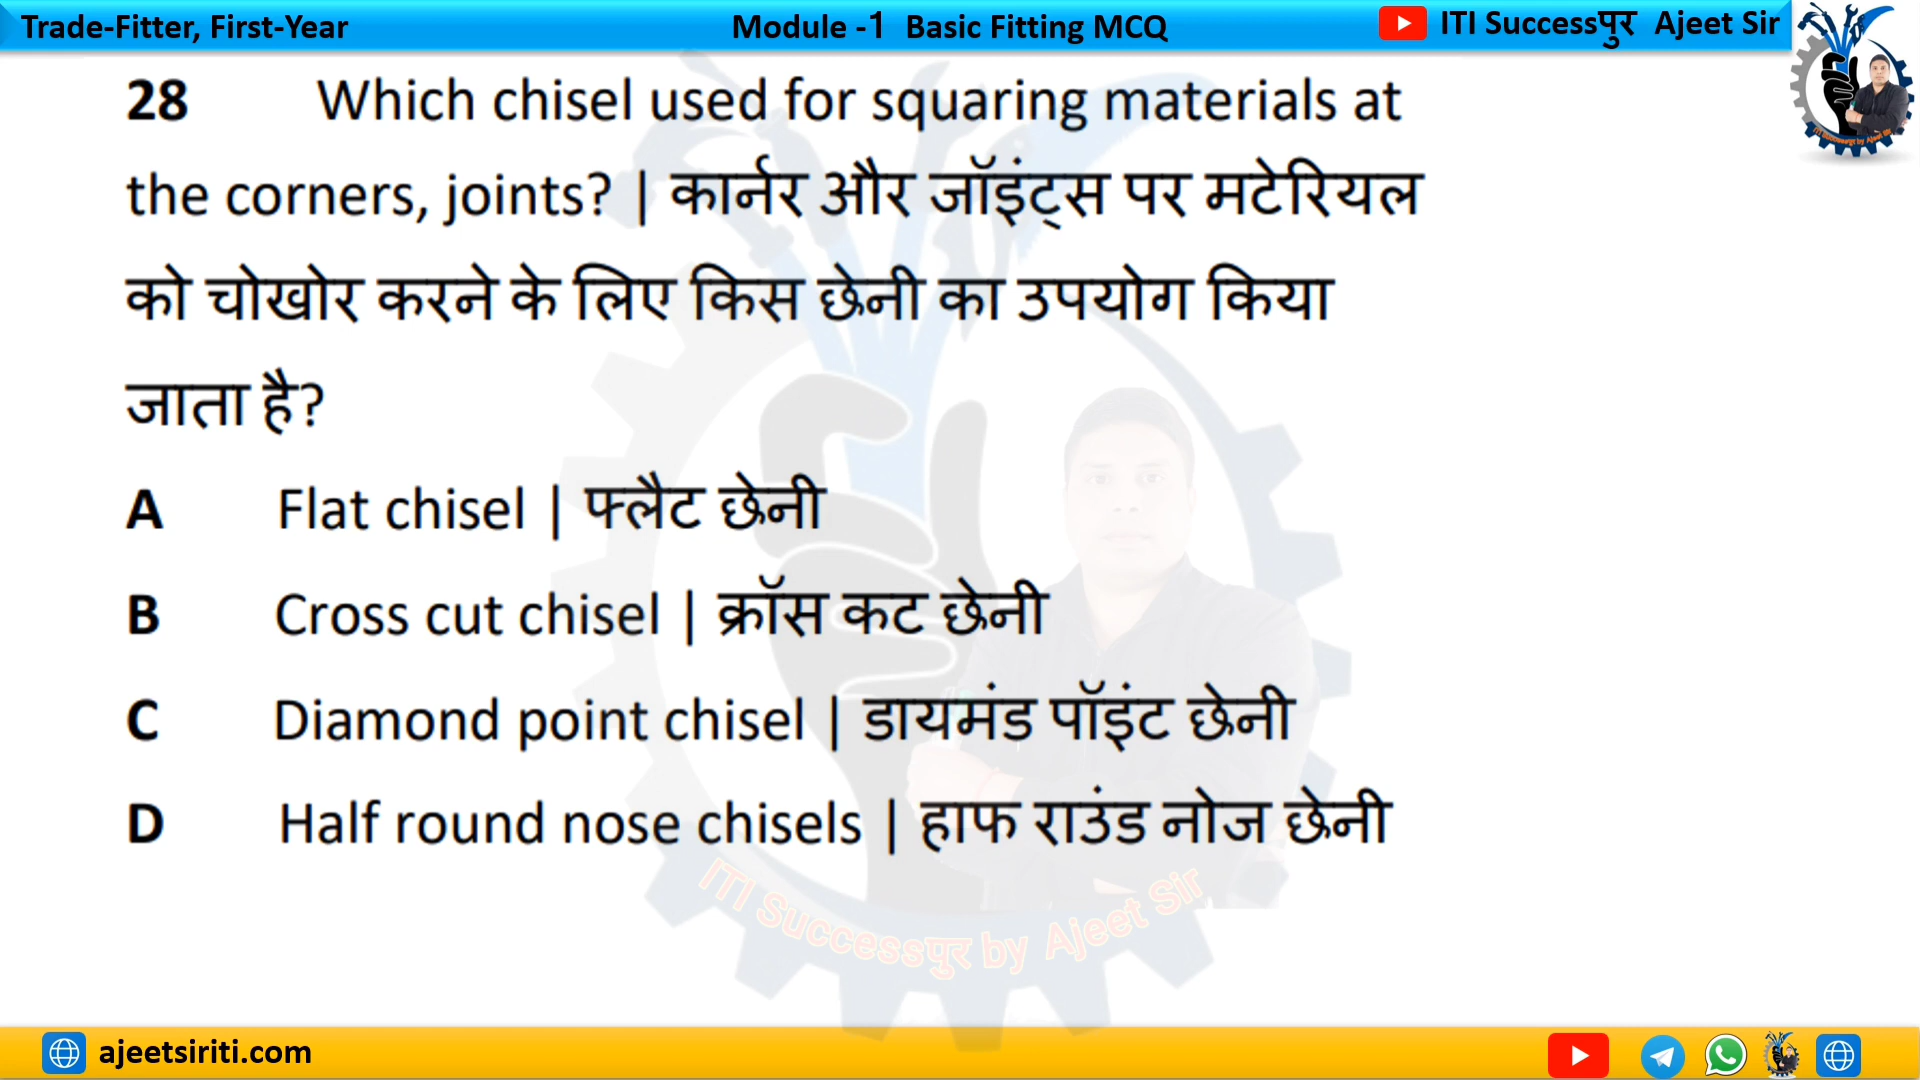 Trade-Fitter, First-Year Module -1 Basic Fitting MCQ ITI Successपुर Ajeet Sir
28 Which chisel used for squaring materials at
the corners, joints? | कार्नर और जॉइंट्स पर मटेरियल
को चोखोर करने के लिए किस छेनी का उपयोग किया
जाता है?
A Flat chisel | फ्लैट छेनी
B Cross cut chisel | क्रॉस कट छेनी
C Diamond point chisel | डायमंड पॉइंट छेनी
D Half round nose chisels | हाफ राउंड नोज छेनी
ITI Successपुर by Ajeet Sir
ajeetsiriti.com